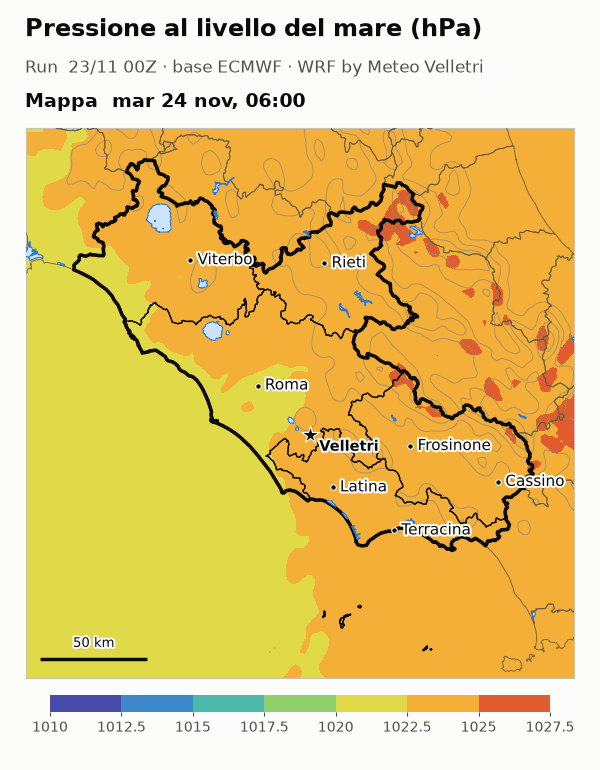 Pressione al livello del mare (hPa)
Run  23/11 00Z · base ECMWF · WRF by Meteo Velletri
Mappa  mar 24 nov, 06:00
Viterbo
Rieti
Roma
Velletri
Frosinone
Cassino
Latina
Terracina
50 km
1010 1012.5 1015 1017.5 1020 1022.5 1025 1027.5